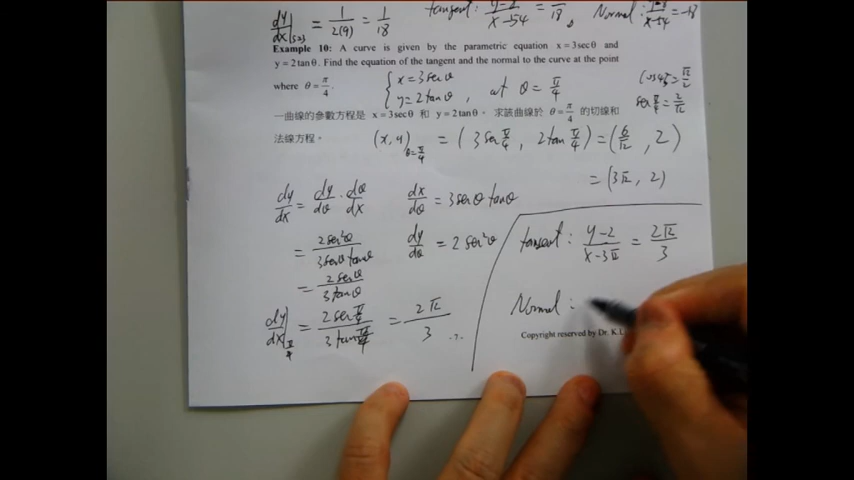 dy/dx|(52) = 1/2(9) = 1/18 tangent : y-2/x-54 = 1/18, Normal : y-2/x-54 = -18
Example 10: A curve is given by the parametric equation x = 3secθ and
y = 2tanθ. Find the equation of the tangent and the normal to the curve at the point
where θ = π/4. { x = 3secθ y = 2tanθ , at θ = π/4
cos π/4 = √2/2
sec π/4 = 2/√2
一曲線的參數方程是 x = 3secθ 和 y = 2tanθ。求該曲線於 θ = π/4 的切線和
法線方程。 (x, y)|θ=π/4 = (3sec π/4, 2tan π/4) = (6/√2, 2)
= (3√2, 2)
dy/dx = dy/dθ · dθ/dx dx/dθ = 3secθ tanθ
= 2sec²θ/3secθ tanθ dy/dθ = 2sec²θ
= 2secθ/3tanθ
dy/dx|π/4 = 2sec π/4 / 3tan π/4 = 2√2/3
tangent : y-2/x-3√2 = 2√2/3
Normal :
Copyright reserved by Dr. K.L